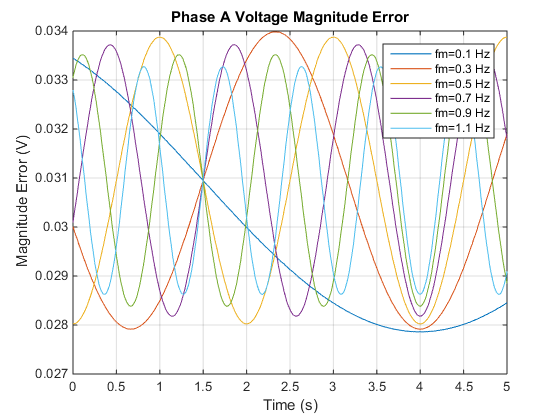 Phase A Voltage Magnitude Error
Magnitude Error (V)
0.034
0.033
0.032
0.031
0.03
0.029
0.028
0.027
fm=0.1 Hz
fm=0.3 Hz
fm=0.5 Hz
fm=0.7 Hz
fm=0.9 Hz
fm=1.1 Hz
0 0.5 1 1.5 2 2.5 3 3.5 4 4.5 5
Time (s)